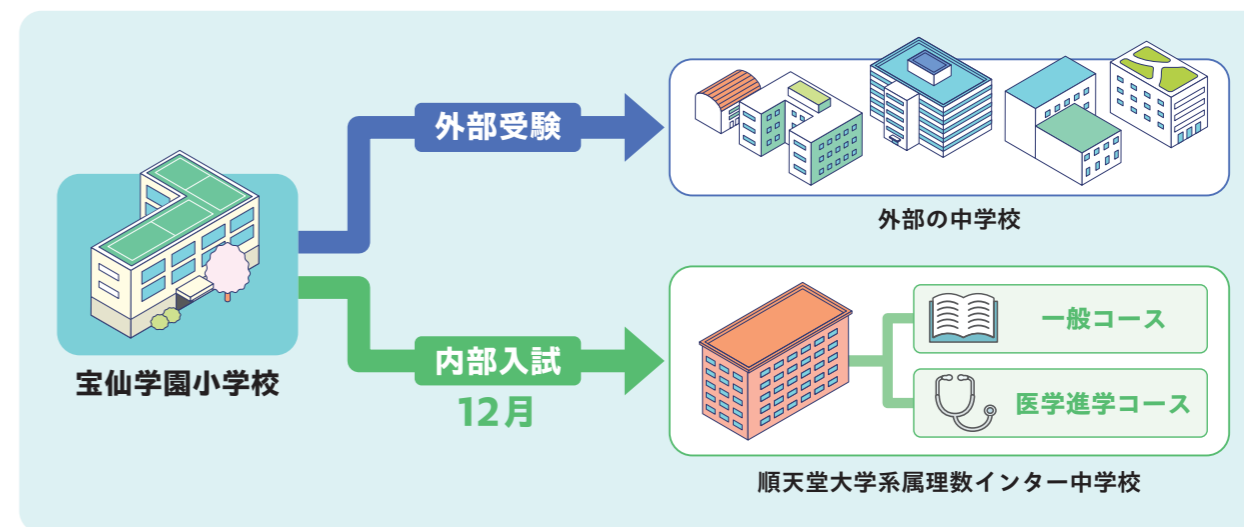 外部受験
外部の中学校
宝仙学園小学校
内部入試
12月
一般コース
医学進学コース
順天堂大学系属理数インター中学校